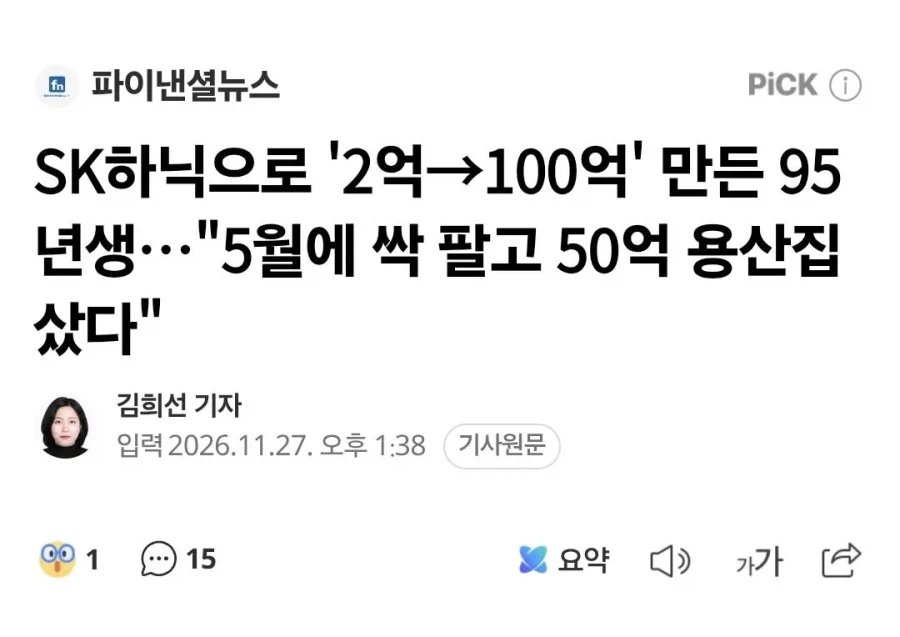 fn 파이낸셜뉴스 PiCK
SK하닉으로 '2억→100억' 만든 95
년생…"5월에 싹 팔고 50억 용산집
샀다"
김희선 기자
입력 2026.11.27. 오후 1:38 기사원문
1 15 요약 가가